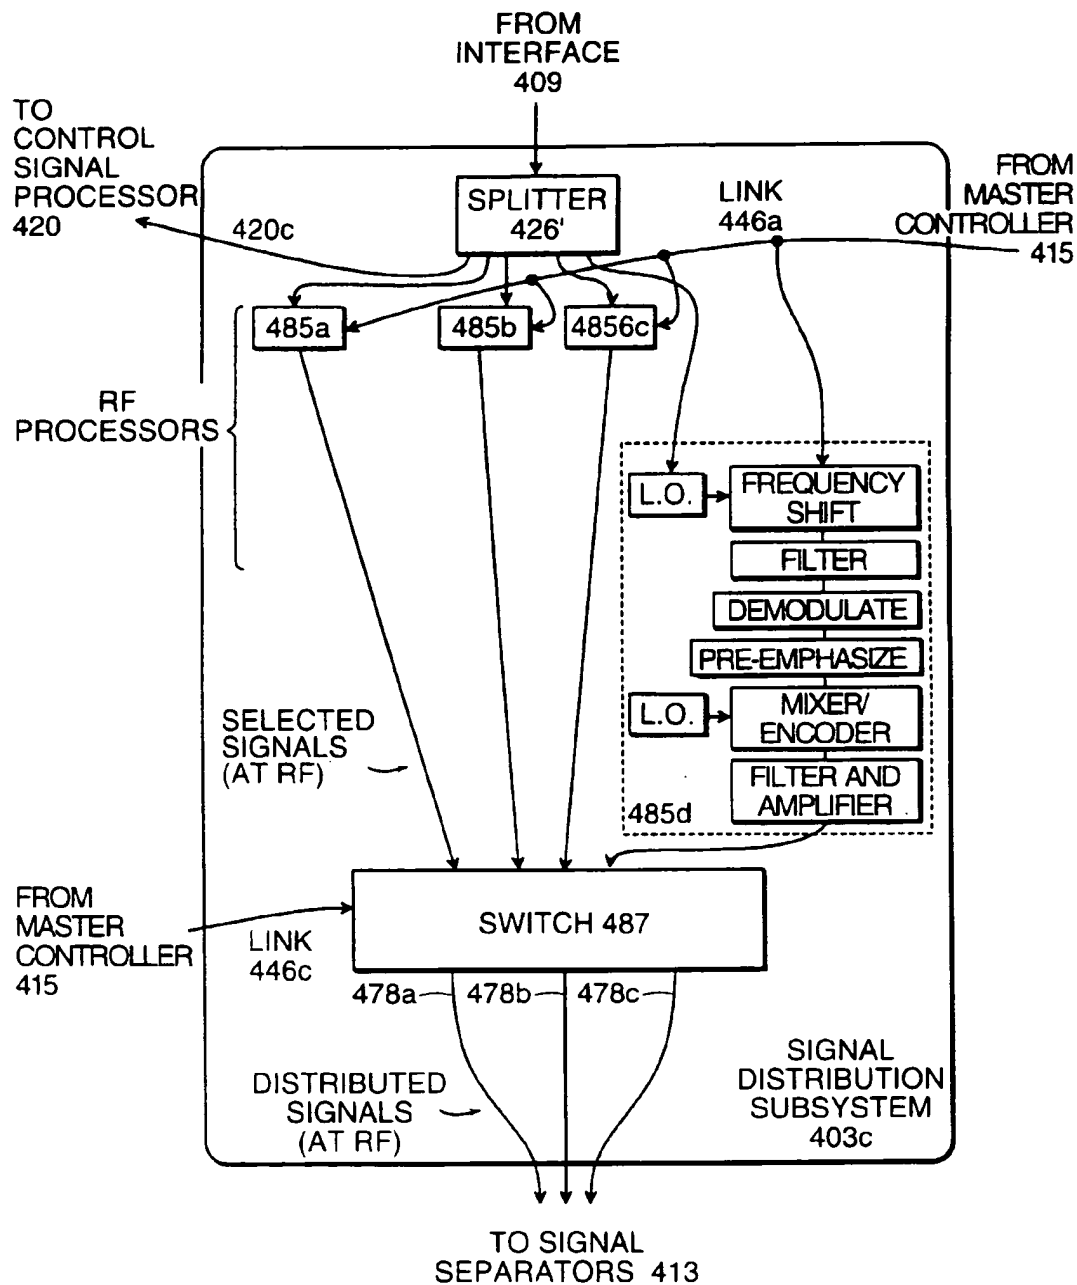 FROM
INTERFACE
409
TO
CONTROL
SIGNAL
PROCESSOR
420
420c
SPLITTER
426'
LINK
446a
FROM
MASTER
CONTROLLER
415
485a
485b
4856c
RF
PROCESSORS
L.O.
FREQUENCY
SHIFT
FILTER
DEMODULATE
PRE-EMPHASIZE
L.O.
MIXER/
ENCODER
FILTER AND
AMPLIFIER
485d
SELECTED
SIGNALS
(AT RF)
FROM
MASTER
CONTROLLER
415
LINK
446c
SWITCH 487
478a
478b
478c
DISTRIBUTED
SIGNALS
(AT RF)
SIGNAL
DISTRIBUTION
SUBSYSTEM
403c
TO SIGNAL
SEPARATORS 413